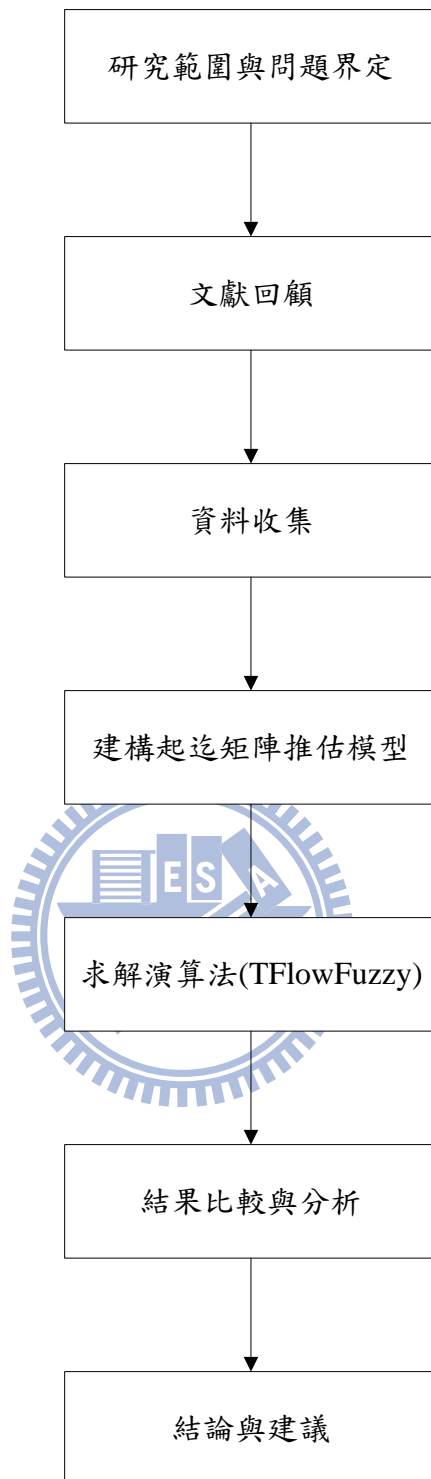 研究範圍與問題界定
文獻回顧
資料收集
建構起迄矩陣推估模型
E S A
求解演算法(TFlowFuzzy)
結果比較與分析
結論與建議